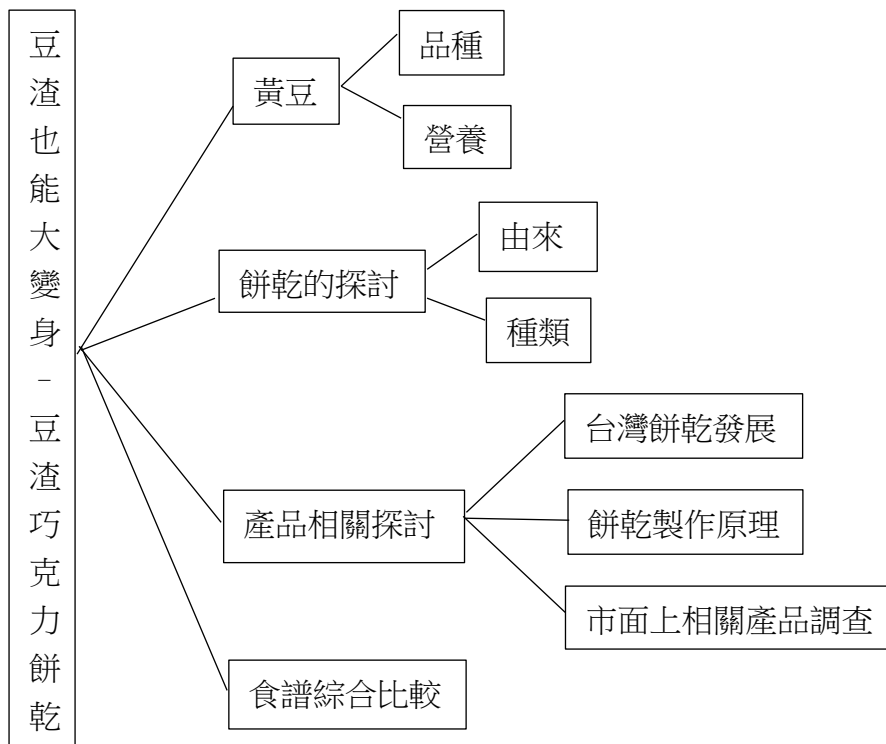 豆渣也能大變身-豆渣巧克力餅乾
黃豆
品種
營養
餅乾的探討
由來
種類
產品相關探討
台灣餅乾發展
餅乾製作原理
市面上相關產品調查
食譜綜合比較